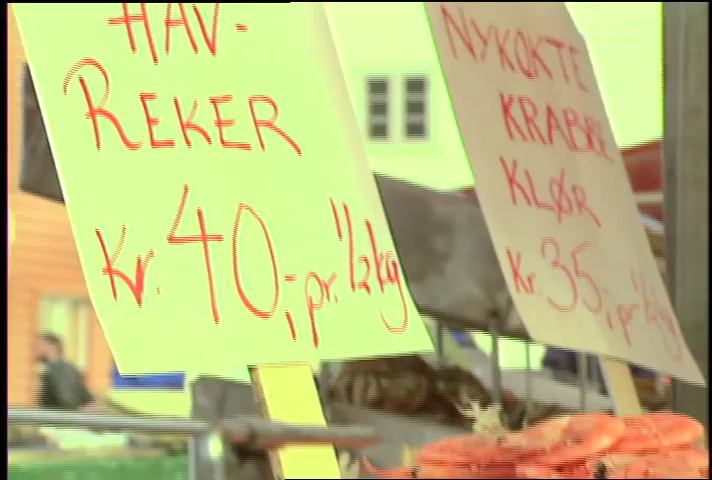 HAV-
REKER
Kr. 40,- pr. 1/2 kg
NYKOKTE
KRABBE
KLØR
Kr. 35,- pr 1/2 kg